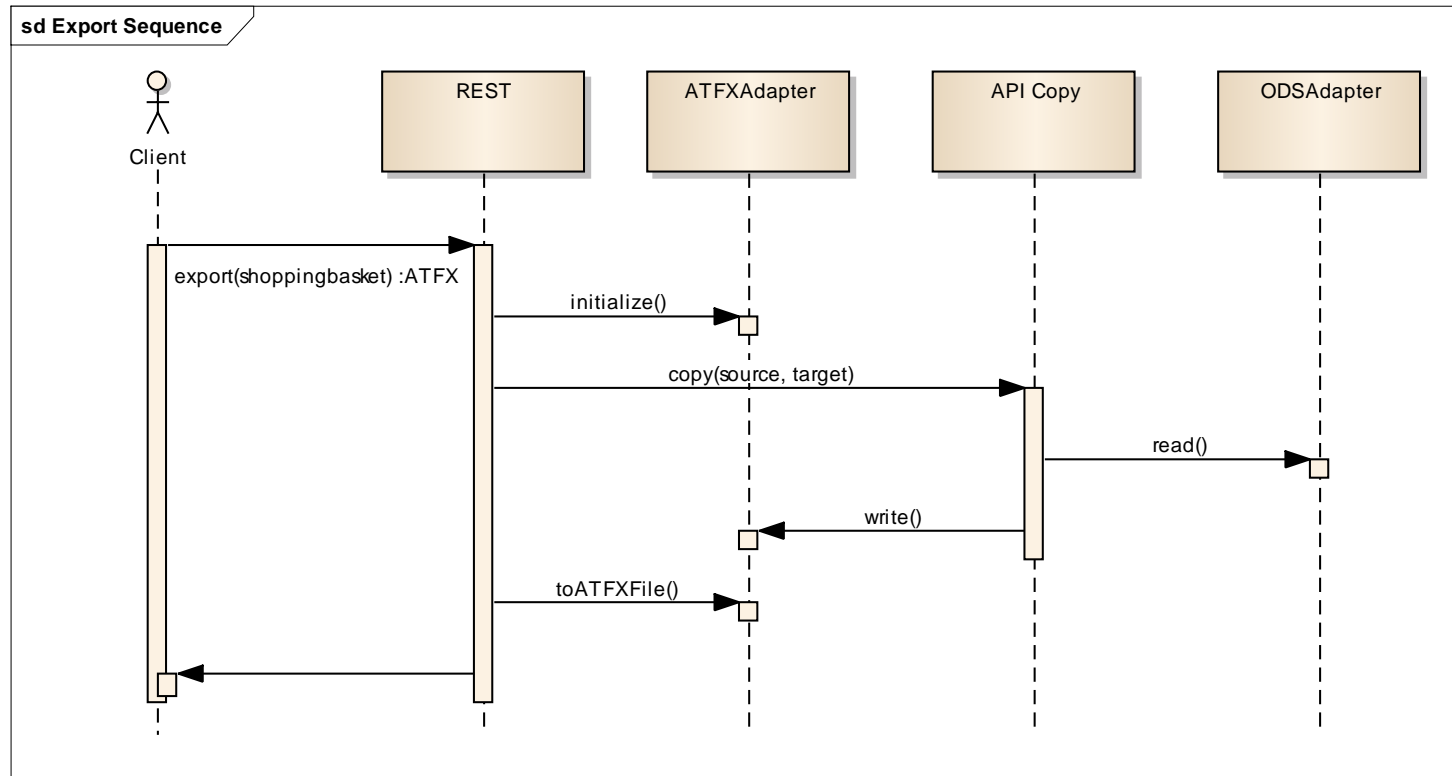 sd Export Sequence
Client
REST
ATFXAdapter
API Copy
ODSAdapter
export(shoppingbasket) :ATFX
initialize()
copy(source, target)
read()
write()
toATFXFile()